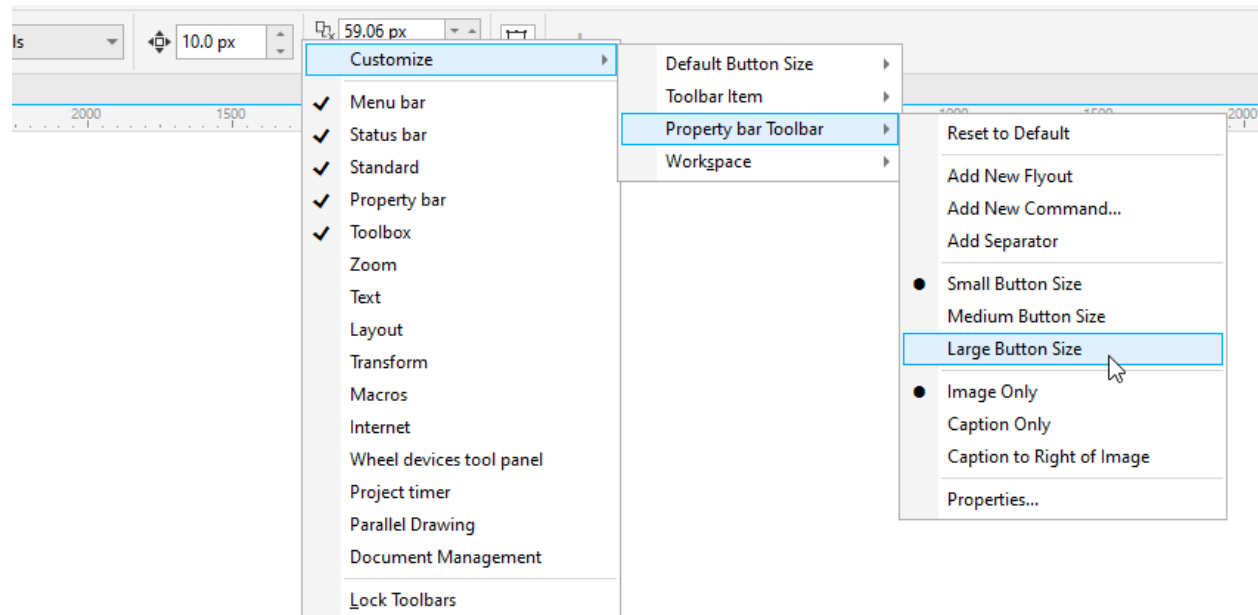 ls
10.0 px
59.06 px
2000
1500
1000
1500
2000
Customize
Menu bar
Status bar
Standard
Property bar
Toolbox
Zoom
Text
Layout
Transform
Macros
Internet
Wheel devices tool panel
Project timer
Parallel Drawing
Document Management
Lock Toolbars
Default Button Size
Toolbar Item
Property bar Toolbar
Workspace
Reset to Default
Add New Flyout
Add New Command...
Add Separator
Small Button Size
Medium Button Size
Large Button Size
Image Only
Caption Only
Caption to Right of Image
Properties...